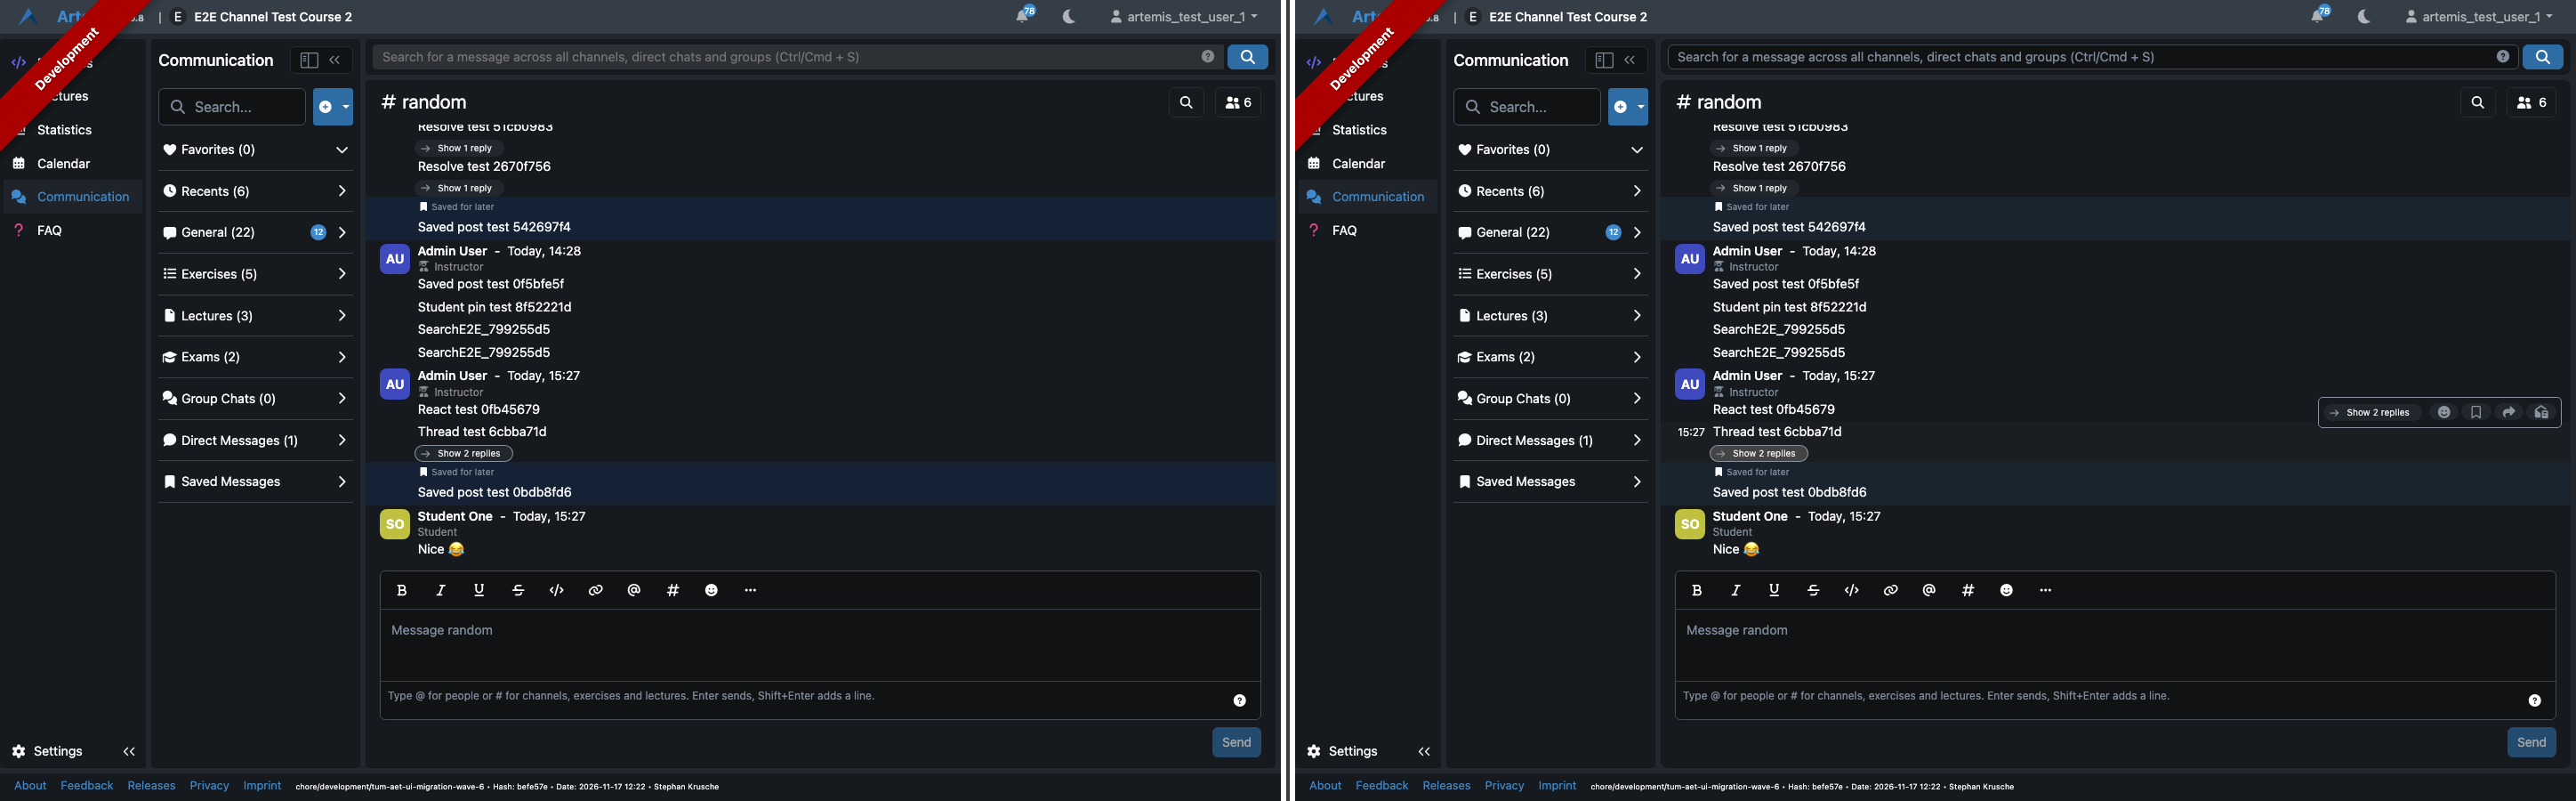 Development
.8 | E E2E Channel Test Course 2
78
artemis_test_user_1
Statistics
Calendar
Communication
FAQ
Settings
Communication
Search...
Favorites (0)
Recents (6)
General (22) 12
Exercises (5)
Lectures (3)
Exams (2)
Group Chats (0)
Direct Messages (1)
Saved Messages
Search for a message across all channels, direct chats and groups (Ctrl/Cmd + S)
# random
6
Resolve test 51cb0983
Show 1 reply
Resolve test 2670f756
Show 1 reply
Saved for later
Saved post test 542697f4
AU Admin User - Today, 14:28
Instructor
Saved post test 0f5bfe5f
Student pin test 8f52221d
SearchE2E_799255d5
SearchE2E_799255d5
AU Admin User - Today, 15:27
Instructor
React test 0fb45679
Thread test 6cbba71d
Show 2 replies
Saved for later
Saved post test 0bdb8fd6
SO Student One - Today, 15:27
Student
Nice 😂
B I U S </> @ #
Message random
Type @ for people or # for channels, exercises and lectures. Enter sends, Shift+Enter adds a line.
Send
About Feedback Releases Privacy Imprint chore/development/tum-aet-ui-migration-wave-6 • Hash: befe57e • Date: 2026-11-17 12:22 • Stephan Krusche
Development
.8 | E E2E Channel Test Course 2
78
artemis_test_user_1
Statistics
Calendar
Communication
FAQ
Settings
Communication
Search...
Favorites (0)
Recents (6)
General (22) 12
Exercises (5)
Lectures (3)
Exams (2)
Group Chats (0)
Direct Messages (1)
Saved Messages
Search for a message across all channels, direct chats and groups (Ctrl/Cmd + S)
# random
6
Resolve test 51cb0983
Show 1 reply
Resolve test 2670f756
Show 1 reply
Saved for later
Saved post test 542697f4
AU Admin User - Today, 14:28
Instructor
Saved post test 0f5bfe5f
Student pin test 8f52221d
SearchE2E_799255d5
SearchE2E_799255d5
AU Admin User - Today, 15:27
Instructor
React test 0fb45679
Show 2 replies
15:27 Thread test 6cbba71d
Show 2 replies
Saved for later
Saved post test 0bdb8fd6
SO Student One - Today, 15:27
Student
Nice 😂
B I U S </> @ #
Message random
Type @ for people or # for channels, exercises and lectures. Enter sends, Shift+Enter adds a line.
Send
About Feedback Releases Privacy Imprint chore/development/tum-aet-ui-migration-wave-6 • Hash: befe57e • Date: 2026-11-17 12:22 • Stephan Krusche